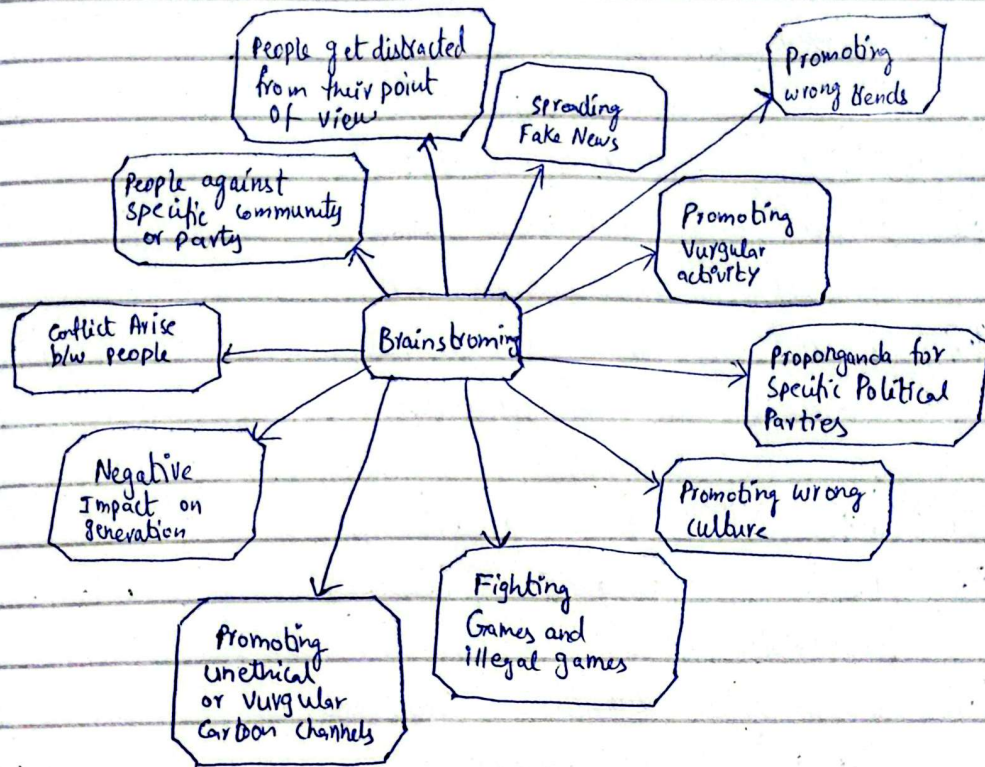 People get distracted
from their point
of view
Spreading
Fake News
Promoting
wrong trends
People against
specific community
or party
Promoting
Vurgular
activity
Conflict Arise
b/w people
Brainstroming
Proponganda for
Specific Political
Parties
Negative
Impact on
generation
Promoting wrong
culture
Fighting
Games and
illegal games
Promoting
unethical
or vurgular
Cartoon Channels